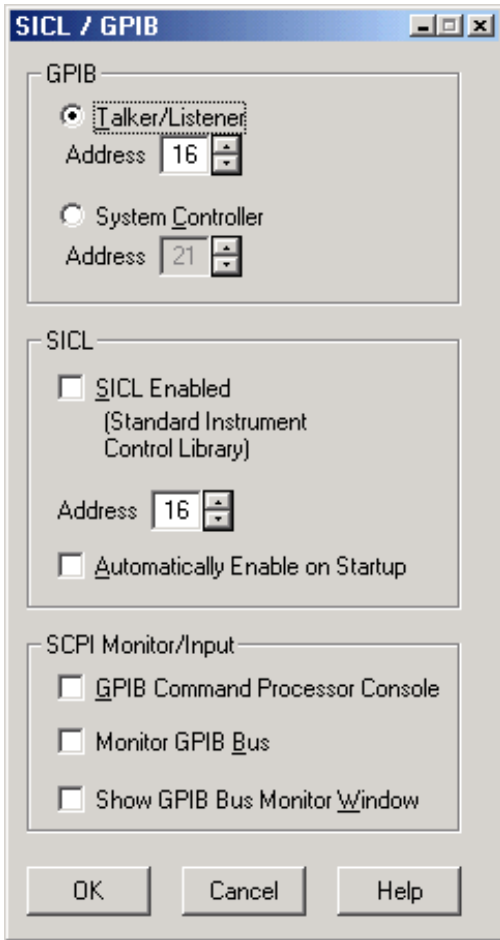 SICL / GPIB
GPIB
Talker/Listener
Address 16
System Controller
Address 21
SICL
SICL Enabled
(Standard Instrument
Control Library)
Address 16
Automatically Enable on Startup
SCPI Monitor/Input
GPIB Command Processor Console
Monitor GPIB Bus
Show GPIB Bus Monitor Window
OK Cancel Help